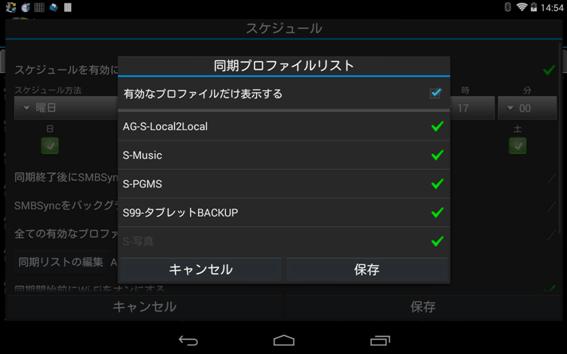 14:54
スケジュール
同期プロファイルリスト
スケジュールを有効に
有効なプロファイルだけ表示する
スケジュール方法
時
分
曜日
17
00
AG-S-Local2Local
日
土
S-Music
同期終了後にSMBSyn
S-PGMS
SMBSyncをバックグラ
S99-タブレットBACKUP
全ての有効なプロファ
S-写真
同期リストの編集 A
キャンセル
保存
同期開始前にWi-Fiをオンにする
キャンセル
保存